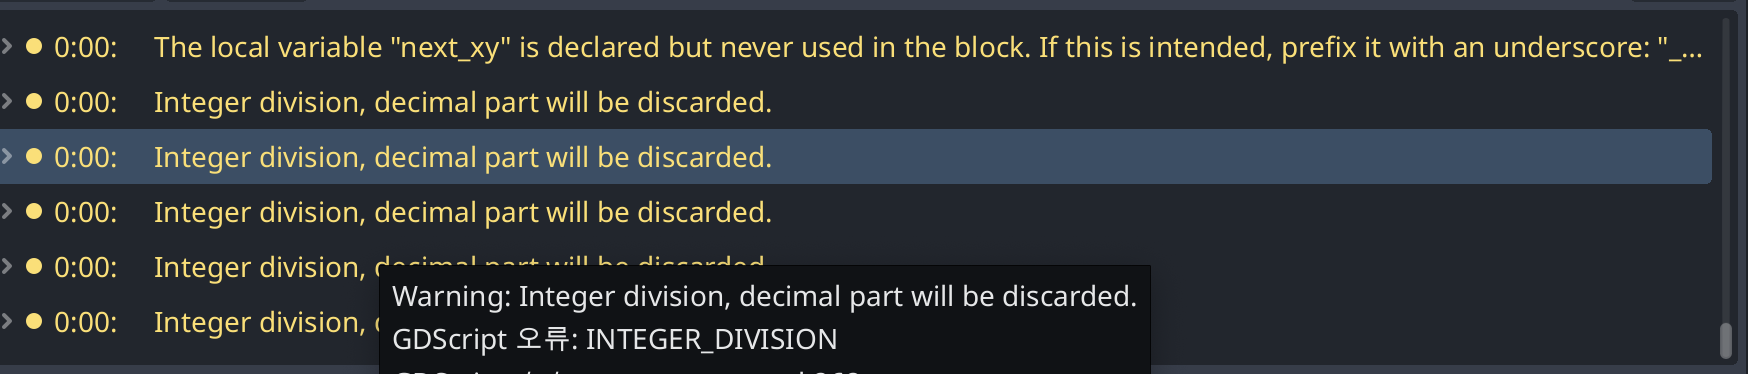 0:00: The local variable "next_xy" is declared but never used in the block. If this is intended, prefix it with an underscore: "_...
0:00: Integer division, decimal part will be discarded.
0:00: Integer division, decimal part will be discarded.
0:00: Integer division, decimal part will be discarded.
0:00: Integer division, decimal part will be discarded.
0:00: Integer division,
Warning: Integer division, decimal part will be discarded.
GDScript 오류: INTEGER_DIVISION